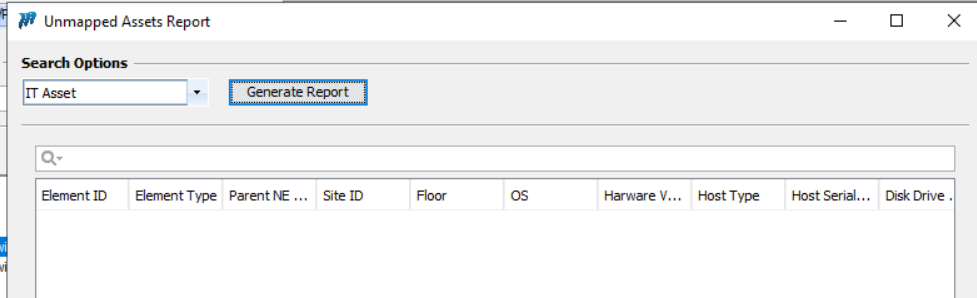 Unmapped Assets Report
Search Options
IT Asset
Generate Report
Element ID Element Type Parent NE ... Site ID Floor OS Harware V... Host Type Host Serial... Disk Drive .